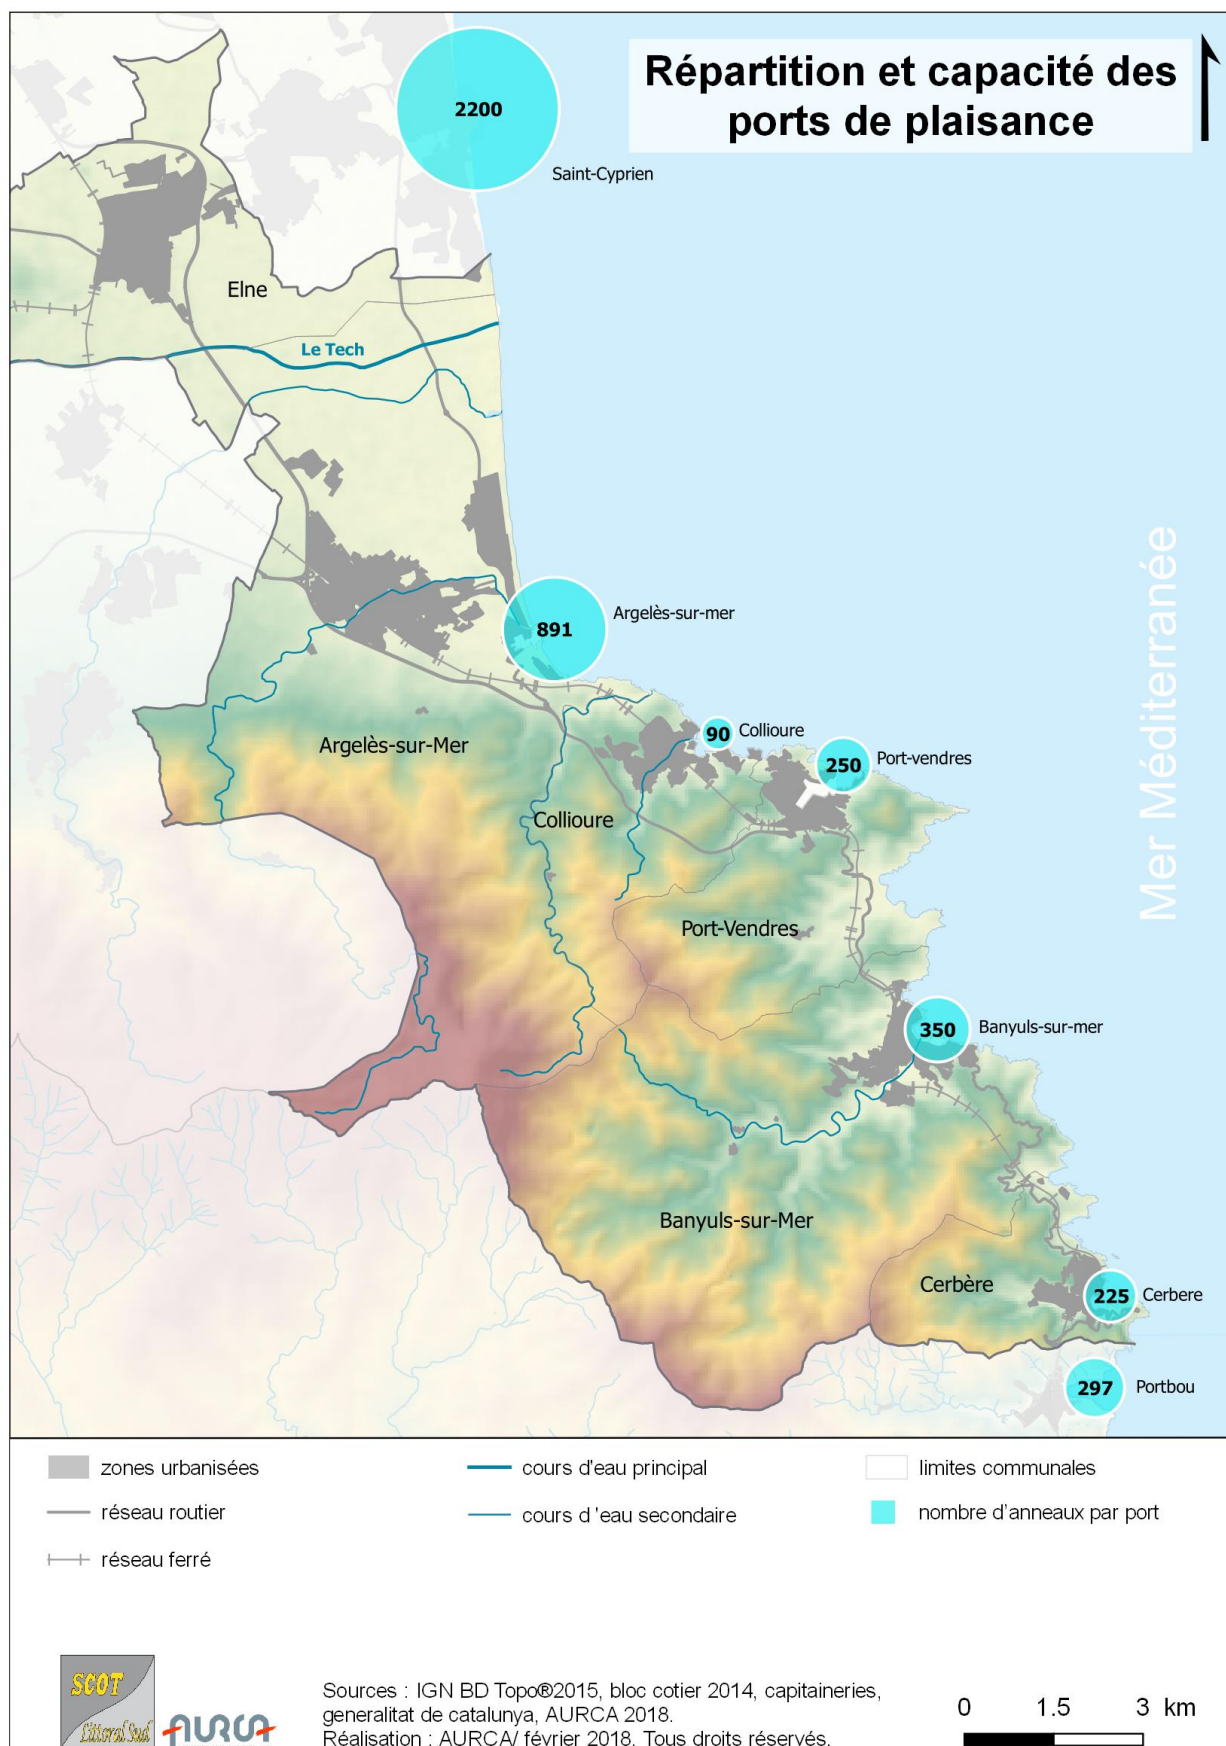 Répartition et capacité des
ports de plaisance
2200
Saint-Cyprien
Elne
Le Tech
891
Argelès-sur-mer
Mer Méditerranée
90
Collioure
250
Port-vendres
Argelès-sur-Mer
Collioure
Port-Vendres
350
Banyuls-sur-mer
Banyuls-sur-Mer
Cerbère
225
Cerbere
297
Portbou
zones urbanisées
cours d'eau principal
limites communales
réseau routier
cours d 'eau secondaire
nombre d'anneaux par port
réseau ferré
SCOT
Littoral Sud
AURCA
Sources : IGN BD Topo®2015, bloc cotier 2014, capitaineries,
generalitat de catalunya, AURCA 2018.
Réalisation : AURCA/ février 2018. Tous droits réservés.
0 1.5 3 km